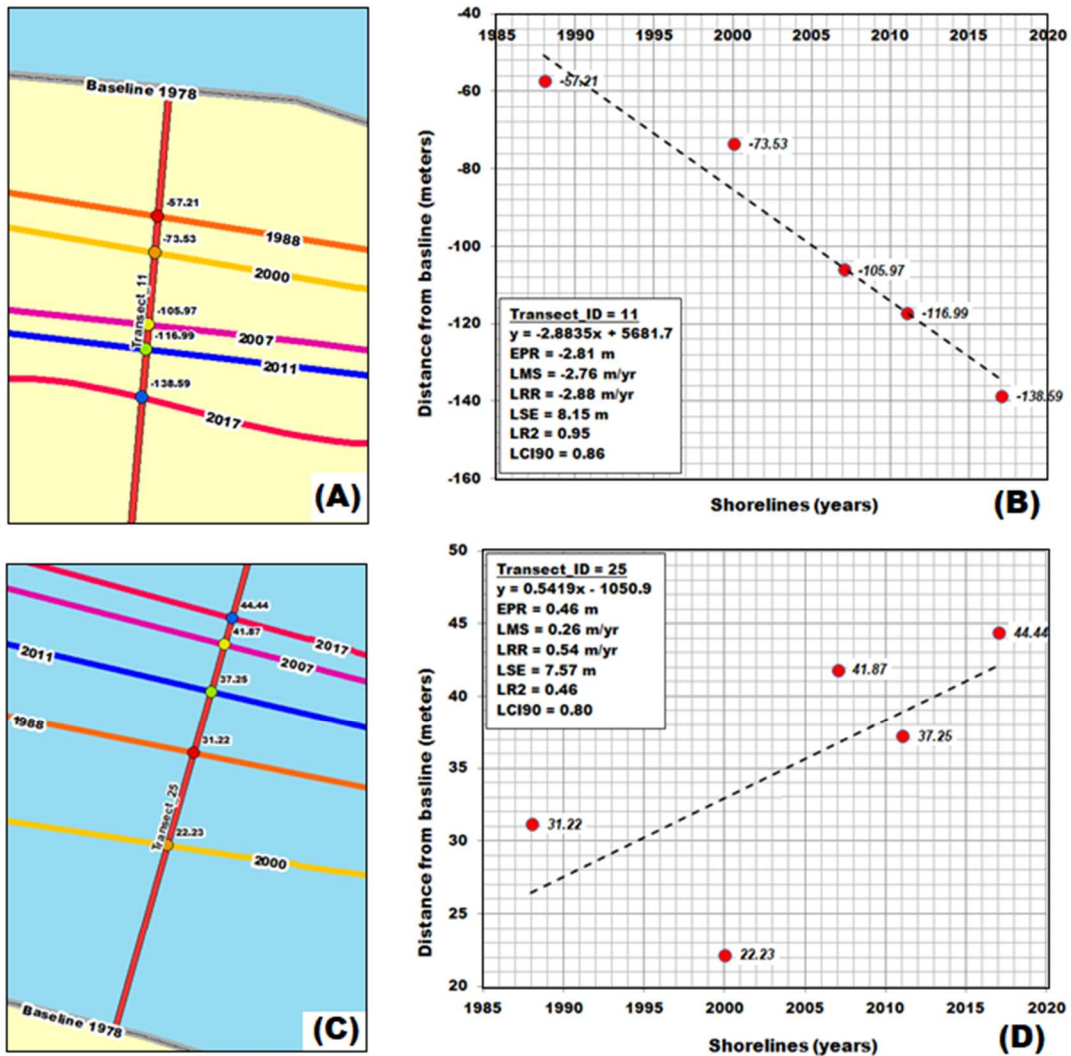 Baseline 1978
-57.21
1988
-73.53
2000
-105.97
2007
-116.99
2011
-138.59
2017
Transect_11
(A)
-40
1985 1990 1995 2000 2005 2010 2015 2020
-60
-80
-100
-120
-140
-160
Distance from basline (meters)
-57.21
-73.53
-105.97
-116.99
-138.59
Transect_ID = 11
y = -2.8835x + 5681.7
EPR = -2.81 m
LMS = -2.76 m/yr
LRR = -2.88 m/yr
LSE = 8.15 m
LR2 = 0.95
LCI90 = 0.86
Shorelines (years)
(B)
44.44
2017
41.87
2007
2011
37.25
1988
31.22
Transect_25
22.23
2000
Baseline 1978
(C)
50
45
40
35
30
25
20
Distance from basline (meters)
Transect_ID = 25
y = 0.5419x - 1050.9
EPR = 0.46 m
LMS = 0.26 m/yr
LRR = 0.54 m/yr
LSE = 7.57 m
LR2 = 0.46
LCI90 = 0.80
44.44
41.87
37.25
31.22
22.23
1985 1990 1995 2000 2005 2010 2015 2020
Shorelines (years)
(D)